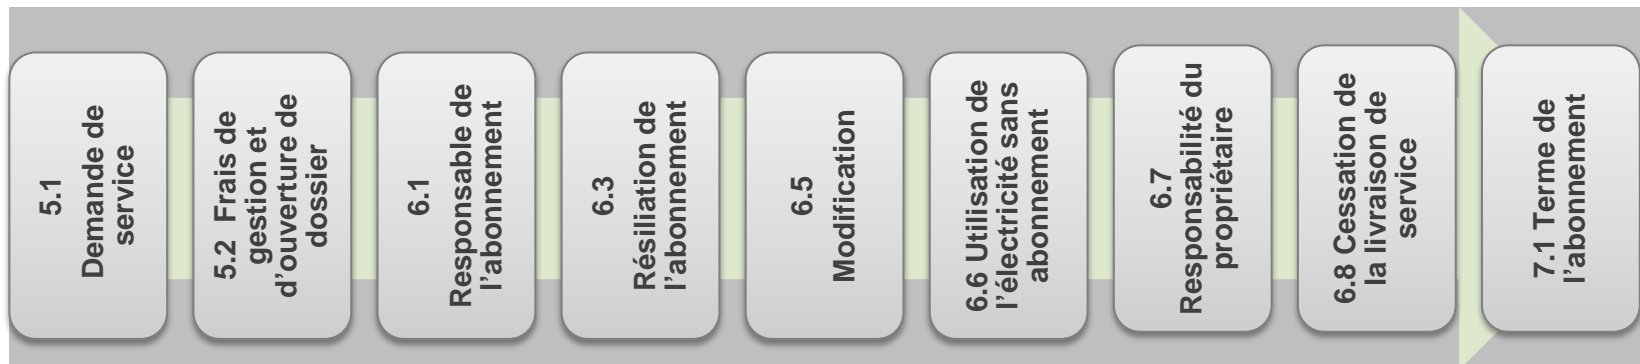 5.1
Demande de
service
5.2 Frais de
gestion et
d’ouverture de
dossier
6.1
Responsable de
l’abonnement
6.3
Résiliation de
l’abonnement
6.5
Modification
6.6 Utilisation de
l’électricité sans
abonnement
6.7
Responsabilité du
propriétaire
6.8 Cessation de
la livraison de
service
7.1 Terme de
l’abonnement